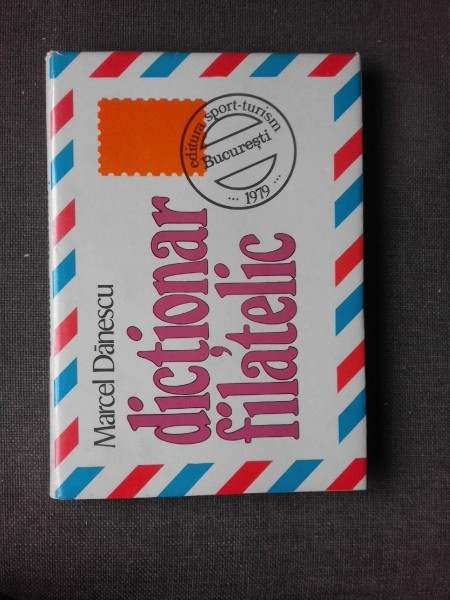 Marcel Dănescu
dicționar
filatelic
editura sport-turism
București
... 1979 ...